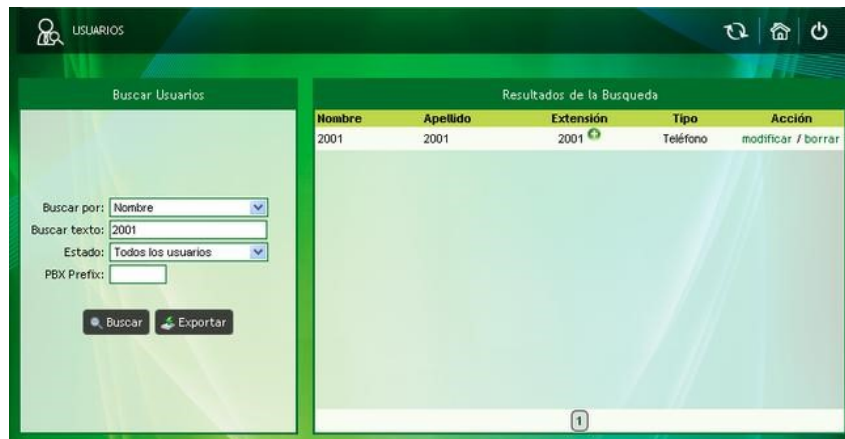 USUARIOS
Buscar Usuarios
Buscar por: Nombre
Buscar texto: 2001
Estado: Todos los usuarios
PBX Prefix:
Buscar Exportar
Resultados de la Busqueda
Nombre Apellido Extensión Tipo Acción
2001 2001 2001 Teléfono modificar / borrar
1